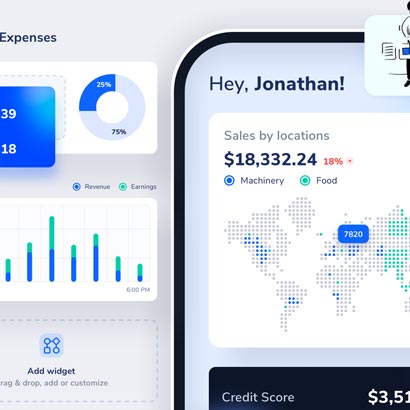 Expenses
39
18
25%
75%
Revenue
Earnings
6:00 PM
Add widget
rag & drop, add or customize
Hey, Jonathan!
Sales by locations
$18,332.24 18%
Machinery
Food
7820
Credit Score
$3,51